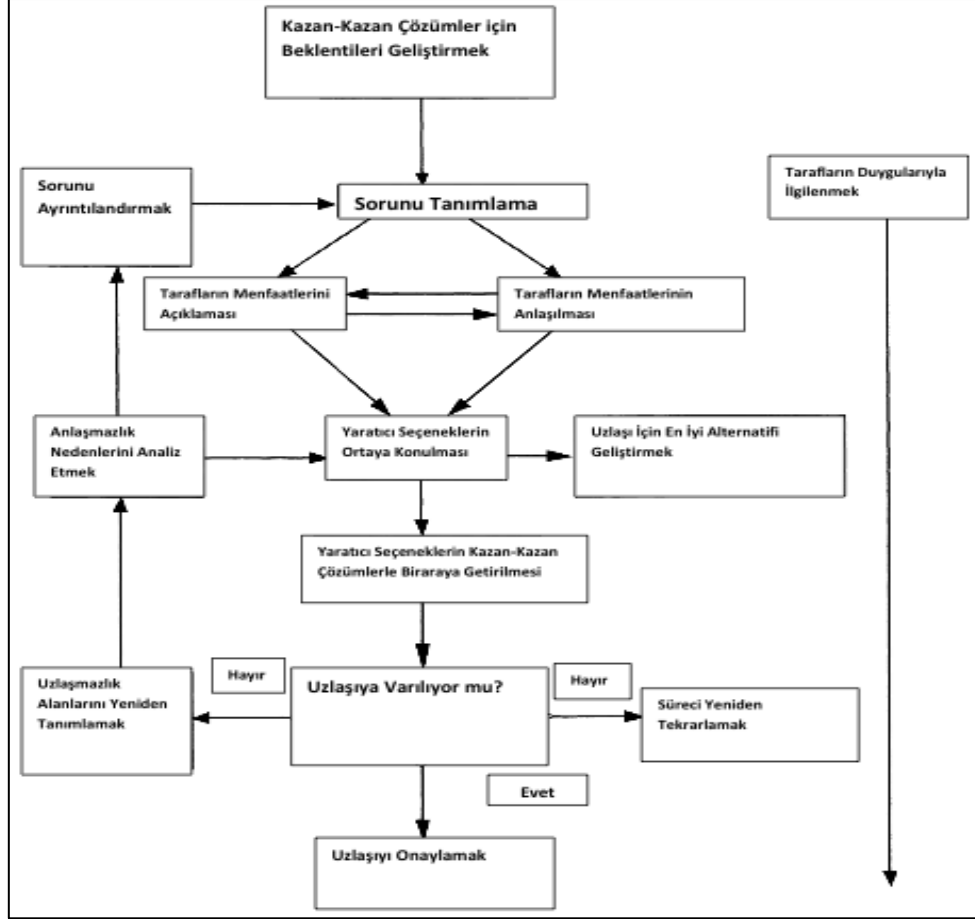 Kazan-Kazan Çözümler için
Beklentileri Geliştirmek
Sorunu
Ayrıntılandırmak
Sorunu Tanımlama
Tarafların Duygularıyla
İlgilenmek
Tarafların Menfaatlerini
Açıklaması
Tarafların Menfaatlerinin
Anlaşılması
Anlaşmazlık
Nedenlerini Analiz
Etmek
Yaratıcı Seçeneklerin
Ortaya Konulması
Uzlaşı İçin En İyi Alternatifi
Geliştirmek
Yaratıcı Seçeneklerin Kazan-Kazan
Çözümlerle Biraraya Getirilmesi
Uzlaşmazlık
Alanlarını Yeniden
Tanımlamak
Hayır
Uzlaşıya Varılıyor mu?
Hayır
Süreci Yeniden
Tekrarlamak
Evet
Uzlaşıyı Onaylamak